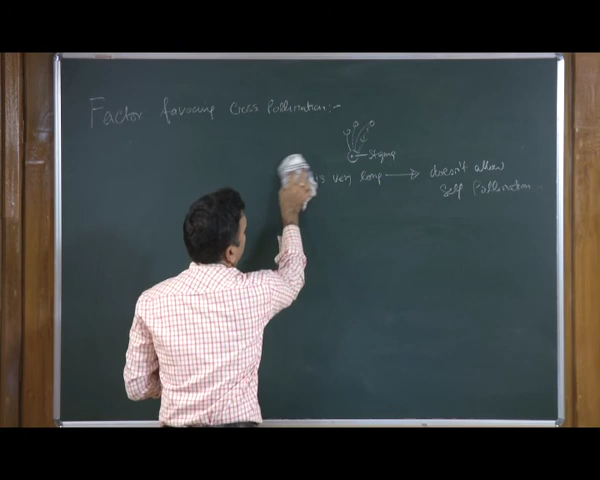 Factor favouring Cross Pollination:-
Stigma
is very long → doesn't allow
Self Pollination